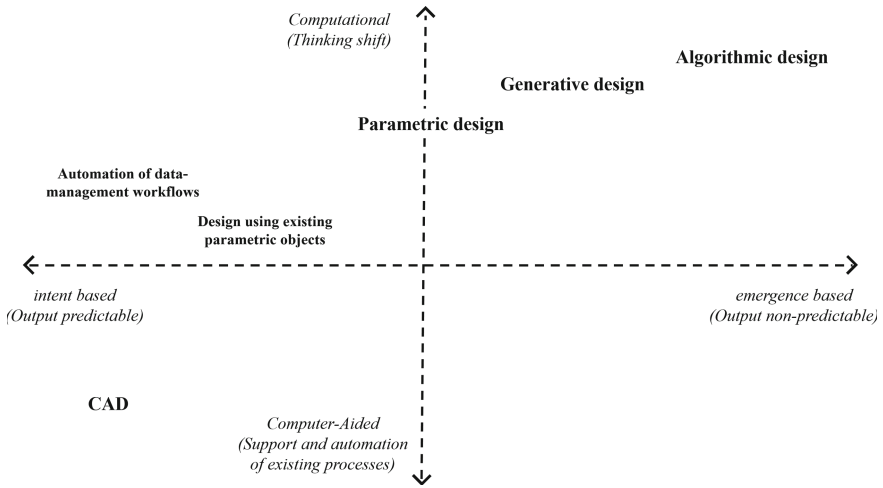 Computational
(Thinking shift)
Algorithmic design
Generative design
Parametric design
Automation of data-
management workflows
Design using existing
parametric objects
intent based
(Output predictable)
emergence based
(Output non-predictable)
CAD
Computer-Aided
(Support and automation
of existing processes)